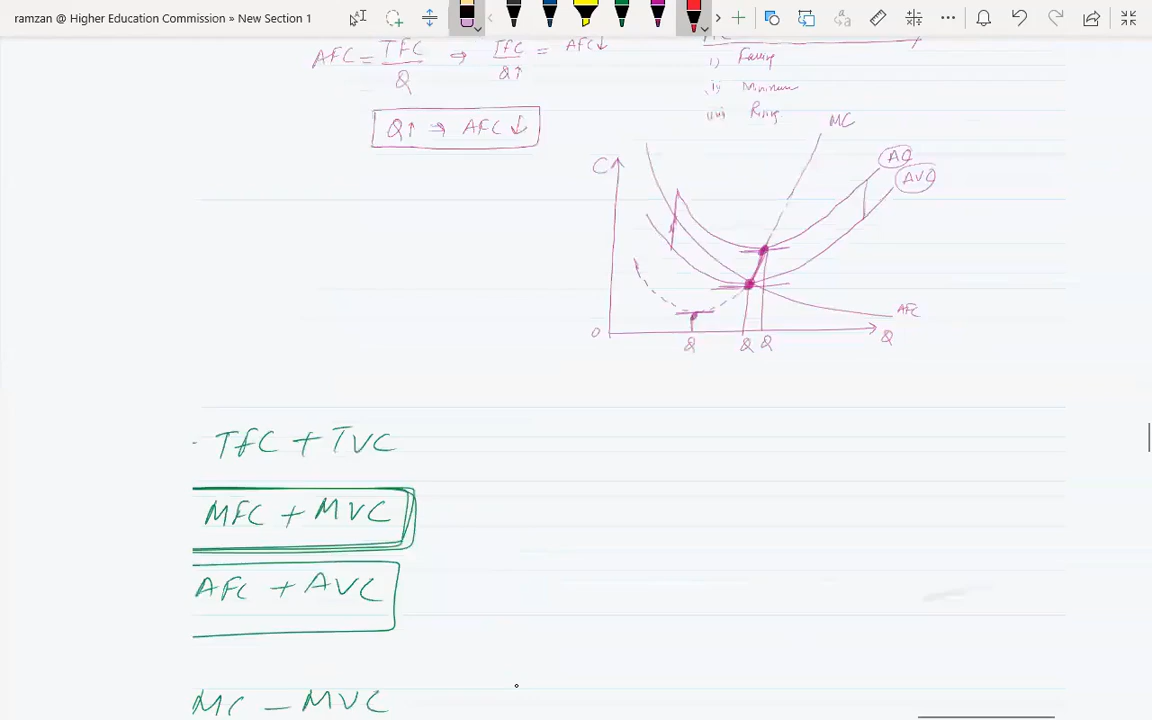 ramzan @ Higher Education Commission » New Section 1
AFC = TFC / Q ⇒ TFC / Q↑ = AFC↓
i) Falling
ii) Minimum
iii) Rising
Q↑ ⇒ AFC ↓
MC
C
AC
AVC
AFC
O
Q
Q
Q
Q
TFC + TVC
MFC + MVC
AFC + AVC
MC = MVC